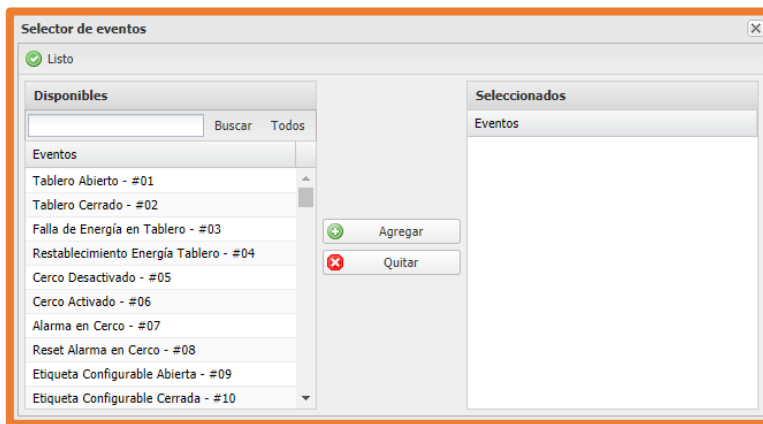 Selector de eventos
Listo
Disponibles
Buscar Todos
Eventos
Tablero Abierto - #01
Tablero Cerrado - #02
Falla de Energía en Tablero - #03
Restablecimiento Energía Tablero - #04
Cerco Desactivado - #05
Cerco Activado - #06
Alarma en Cerco - #07
Reset Alarma en Cerco - #08
Etiqueta Configurable Abierta - #09
Etiqueta Configurable Cerrada - #10
Agregar
Quitar
Seleccionados
Eventos